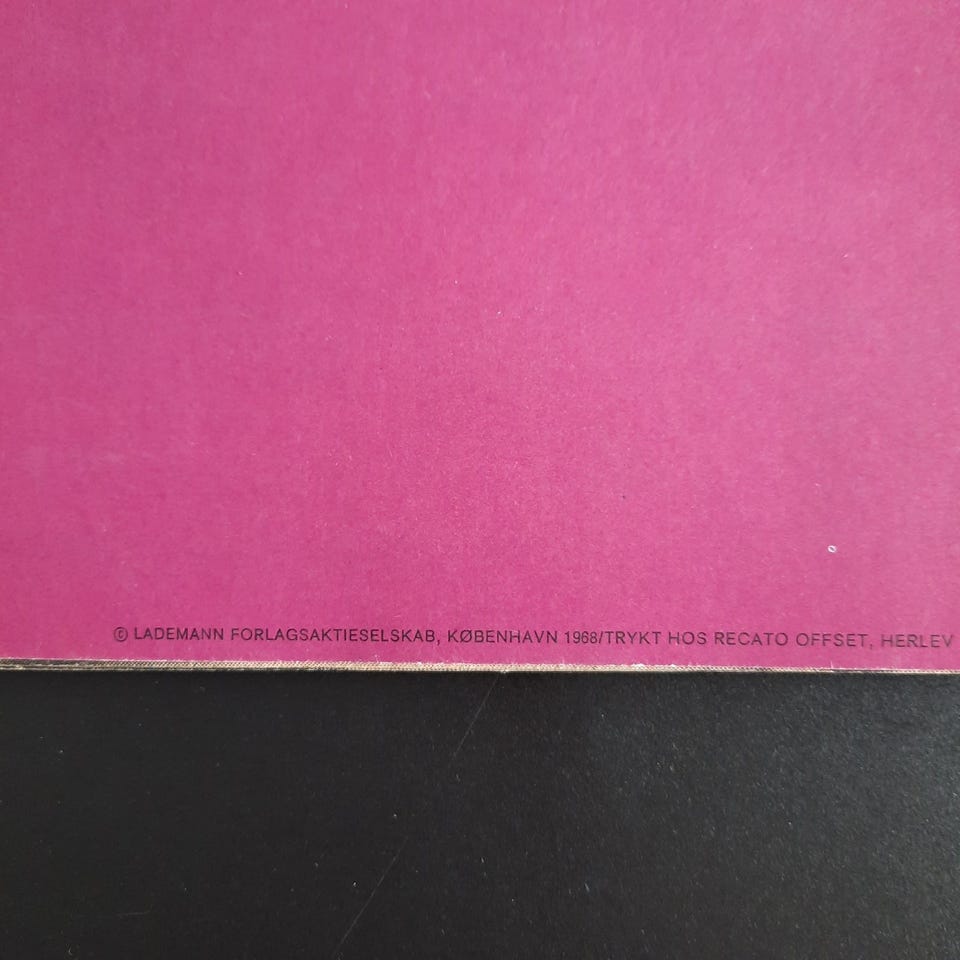 © LADEMANN FORLAGSAKTIESELSKAB, KØBENHAVN 1968/TRYKT HOS RECATO OFFSET, HERLEV